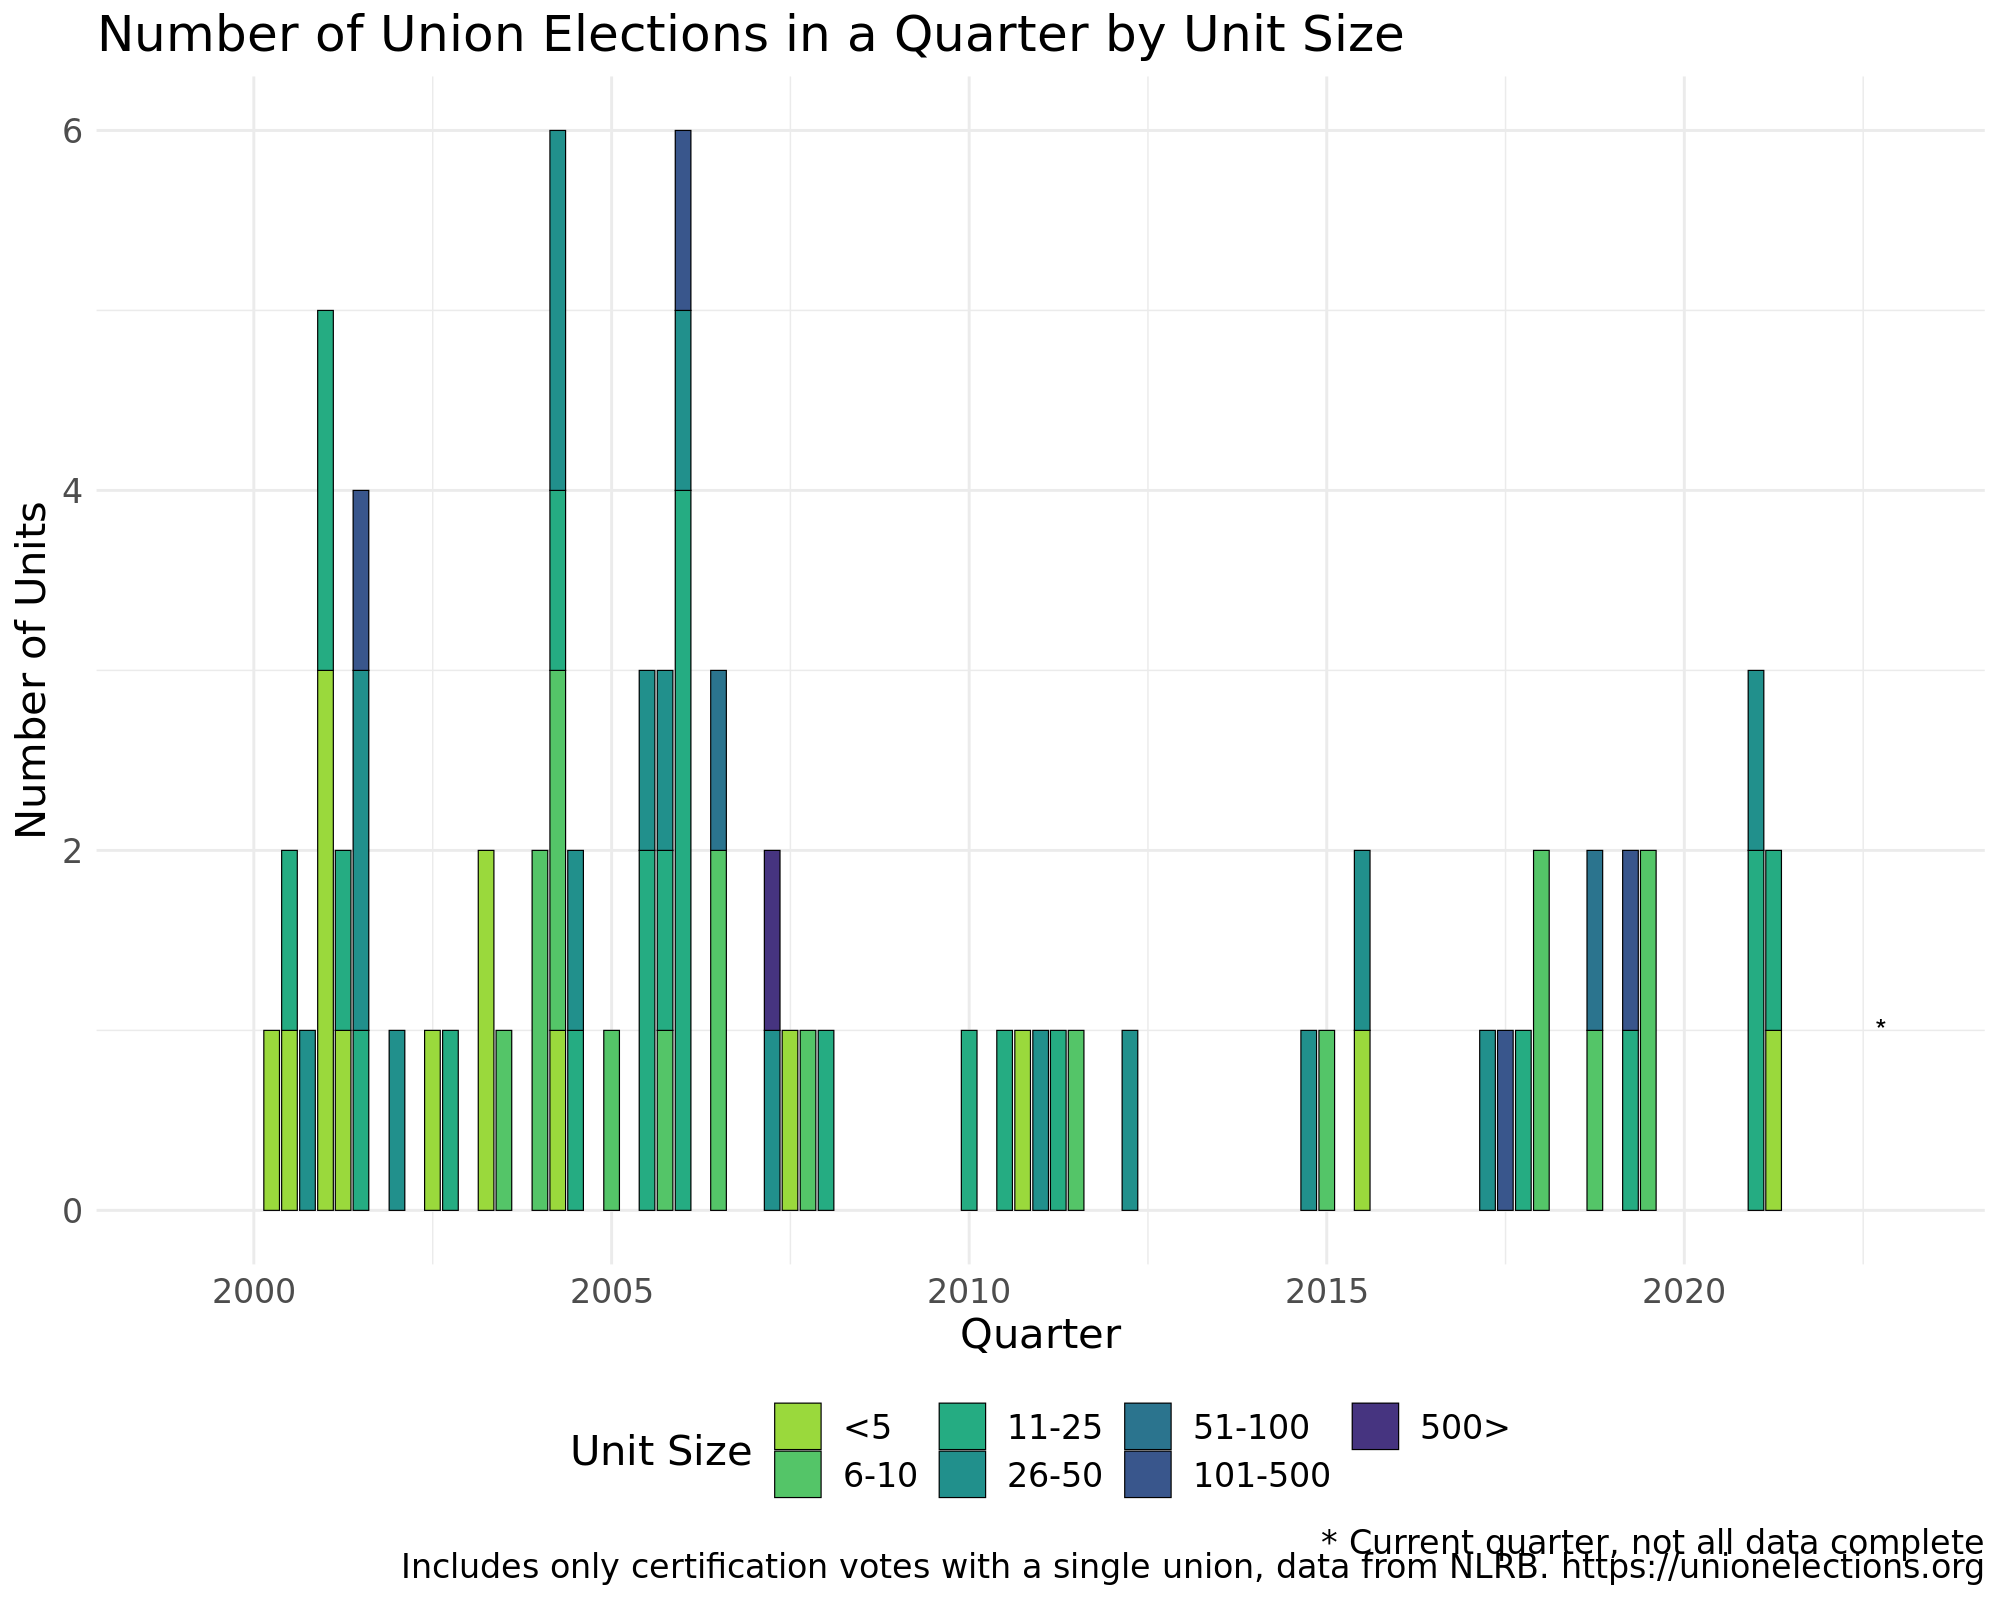 Number of Union Elections in a Quarter by Unit Size
6
4
2
0
Number of Units
*
2000 2005 2010 2015 2020
Quarter
Unit Size
<5 11-25 51-100 500>
6-10 26-50 101-500
* Current quarter, not all data complete
Includes only certification votes with a single union, data from NLRB. https://unionelections.org